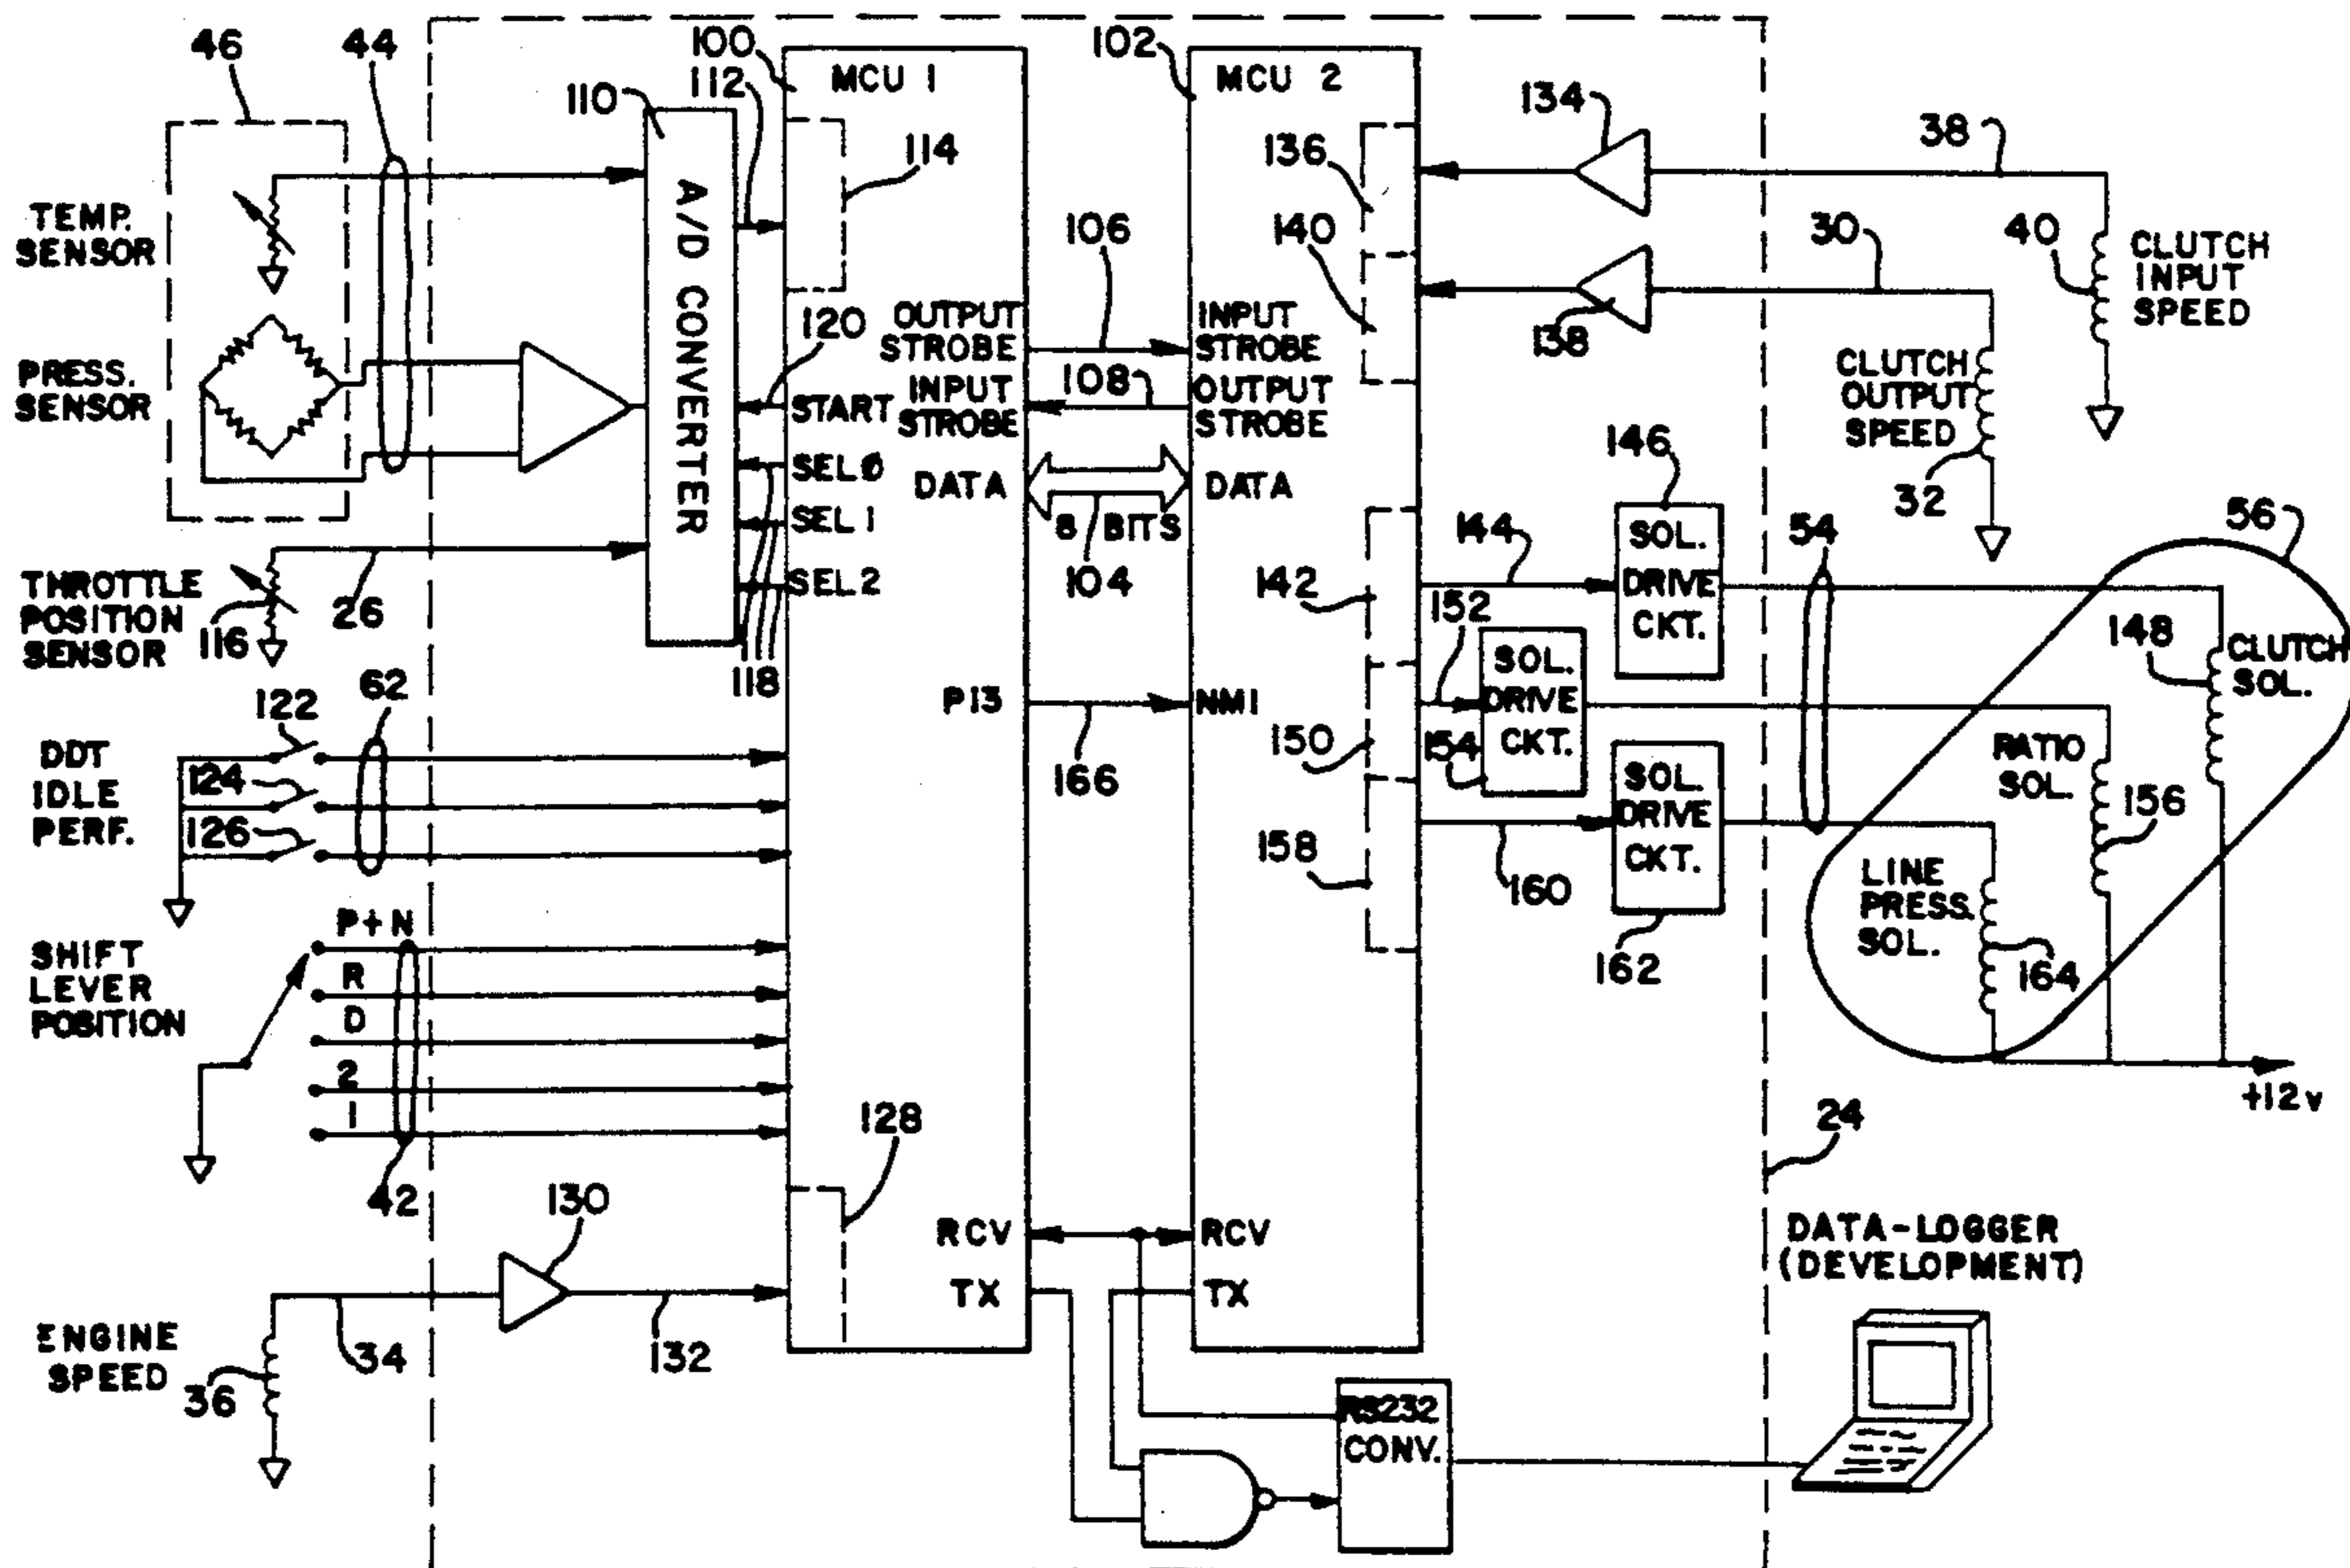 46
44
100
MCU 1
112
110
114
102
MCU 2
134
38
136
140
106
30
40
CLUTCH
INPUT
SPEED
TEMP.
SENSOR
A/D CONVERTER
120
OUTPUT
STROBE
INPUT
STROBE
138
PRESS.
SENSOR
START
INPUT
STROBE
108
OUTPUT
STROBE
CLUTCH
OUTPUT
SPEED
32
SEL0
SEL 1
SEL 2
DATA
8 BITS
104
DATA
146
SOL.
DRIVE
CKT.
144
142
54
56
THROTTLE
POSITION
SENSOR
116
26
118
152
148
CLUTCH
SOL.
62
122
DDT
IDLE
PERF.
124
126
P13
166
NMI
150
154
SOL.
DRIVE
CKT.
RATIO
SOL.
156
158
160
SOL.
DRIVE
CKT.
162
LINE
PRESS.
SOL.
164
+12v
SHIFT
LEVER
POSITION
P+N
R
D
2
1
42
128
24
130
RCV
TX
RCV
TX
ENGINE
SPEED
36
34
132
RS232
CONV.
DATA-LOGGER
(DEVELOPMENT)